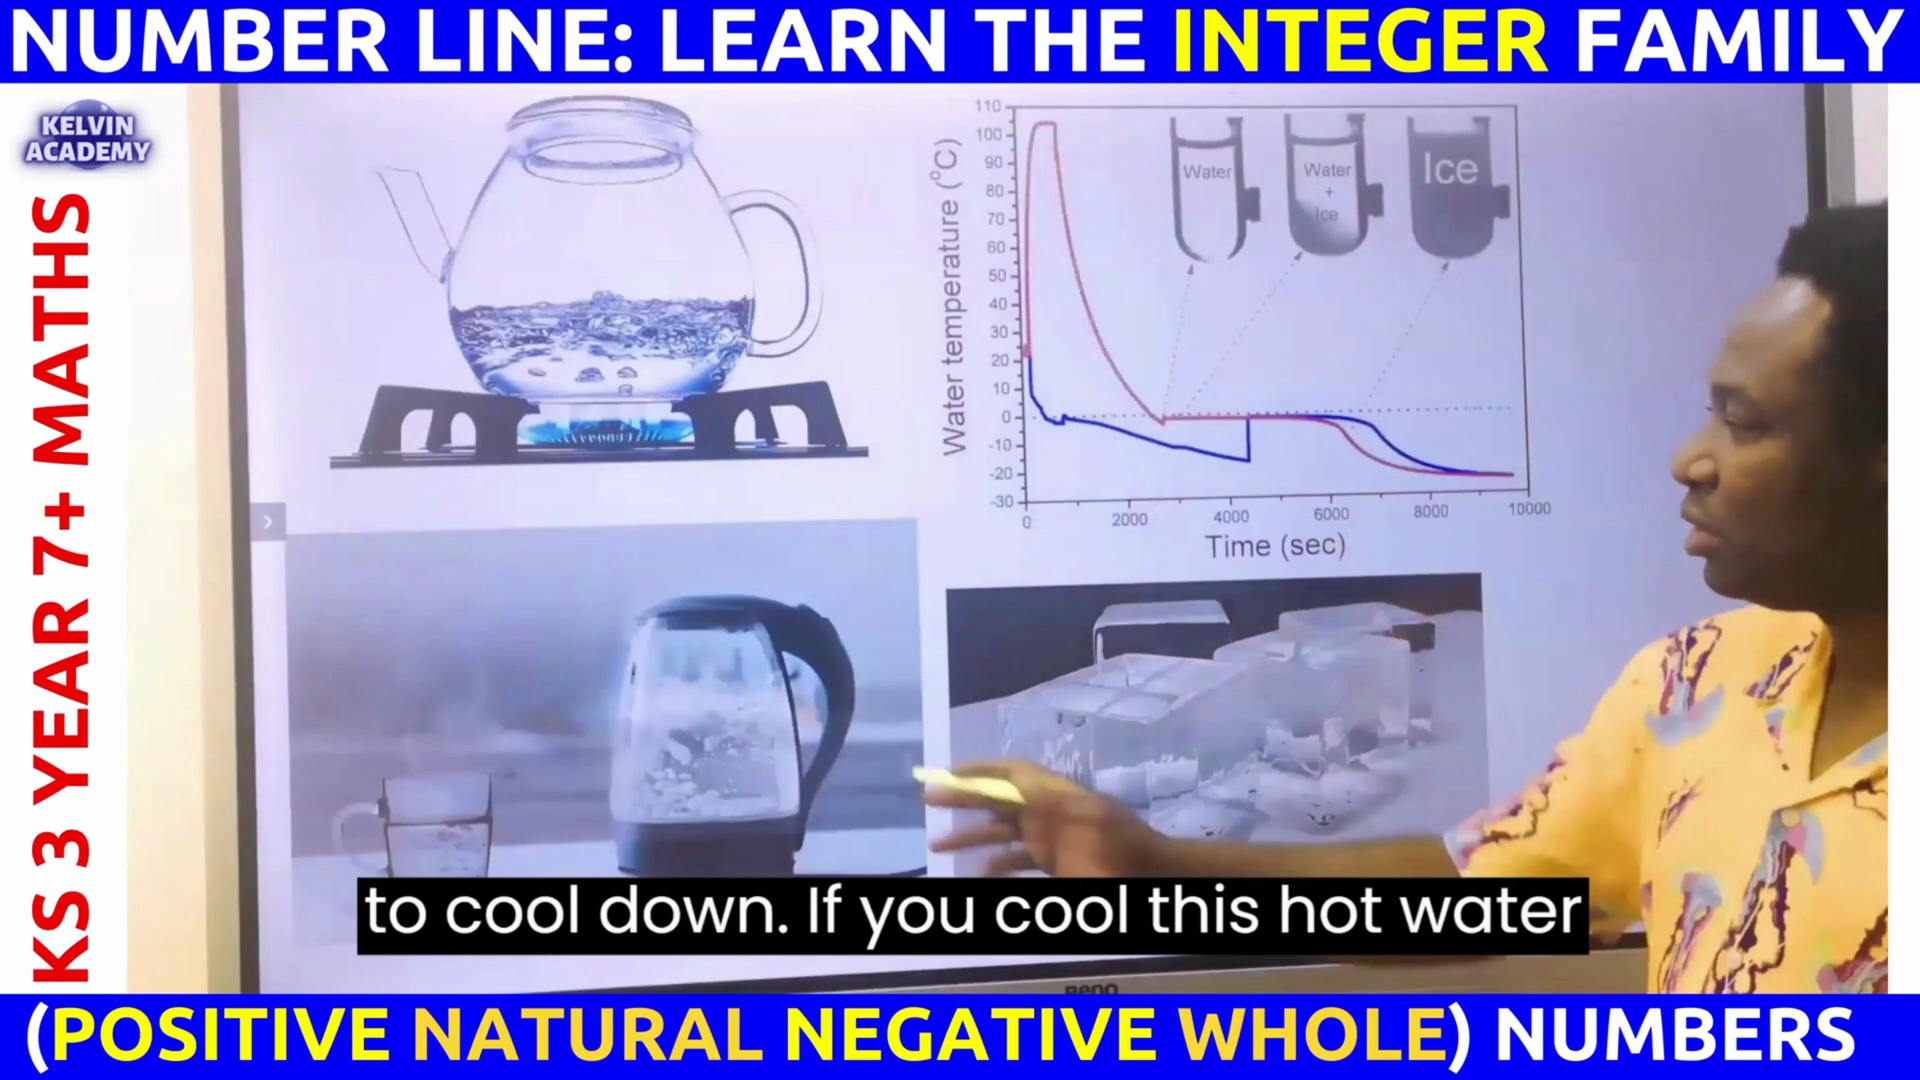 NUMBER LINE: LEARN THE INTEGER FAMILY
KELVIN
ACADEMY
KS 3 YEAR 7+ MATHS
Water temperature (°C)
110
100
90
80
70
60
50
40
30
20
10
0
-10
-20
-30
Water
Water
+
Ice
Ice
0
2000
4000
6000
8000
10000
Time (sec)
to cool down. If you cool this hot water
BenQ
(POSITIVE NATURAL NEGATIVE WHOLE) NUMBERS